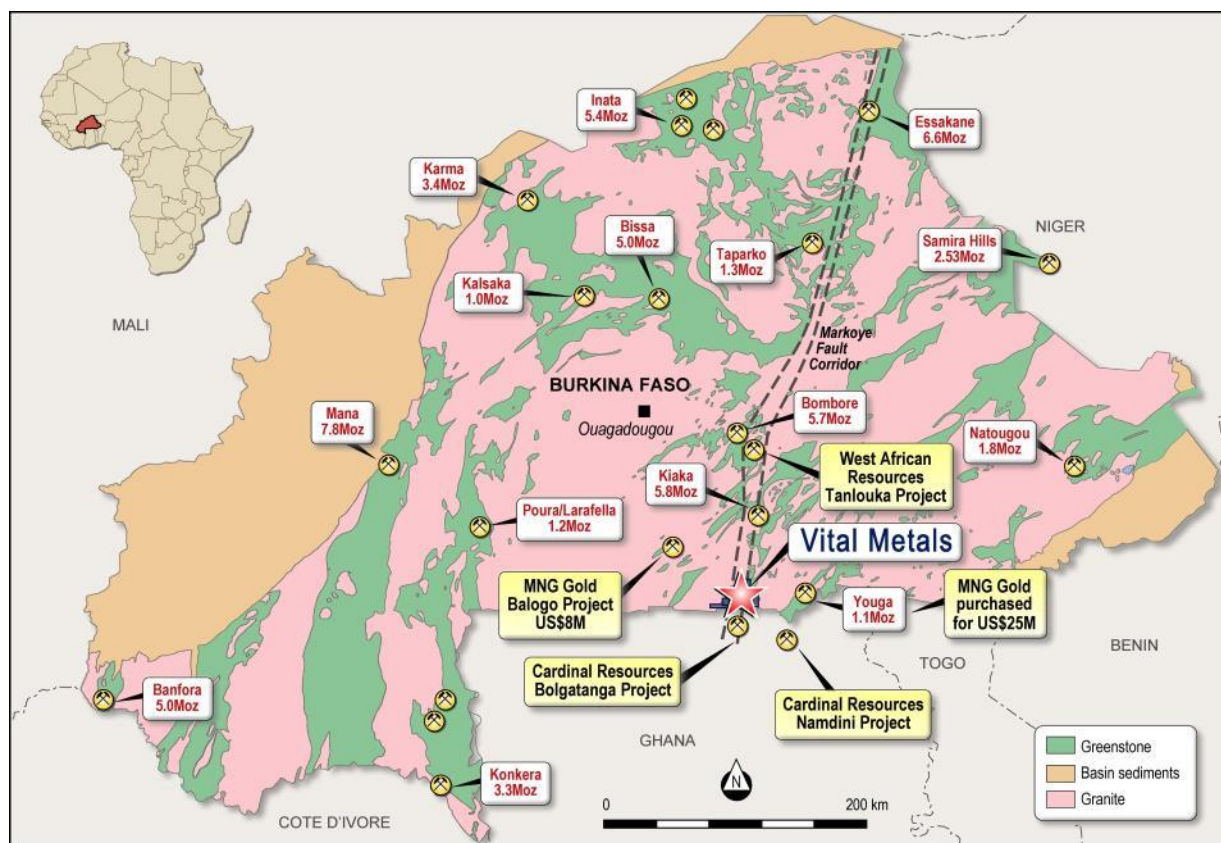 Inata
5.4Moz
Essakane
6.6Moz
Karma
3.4Moz
Bissa
5.0Moz
Taparko
1.3Moz
NIGER
Samira Hills
2.53Moz
Kalsaka
1.0Moz
MALI
Markoye
Fault
Corridor
BURKINA FASO
Ouagadougou
Mana
7.8Moz
Bombore
5.7Moz
Natougou
1.8Moz
West African
Resources
Tanlouka Project
Kiaka
5.8Moz
Poura/Larafella
1.2Moz
Vital Metals
MNG Gold
Balogo Project
US$8M
Youga
1.1Moz
MNG Gold
purchased
for US$25M
BENIN
TOGO
Cardinal Resources
Bolgatanga Project
Cardinal Resources
Namdini Project
Banfora
5.0Moz
GHANA
Konkera
3.3Moz
COTE D'IVORE
N
0
200 km
Greenstone
Basin sediments
Granite